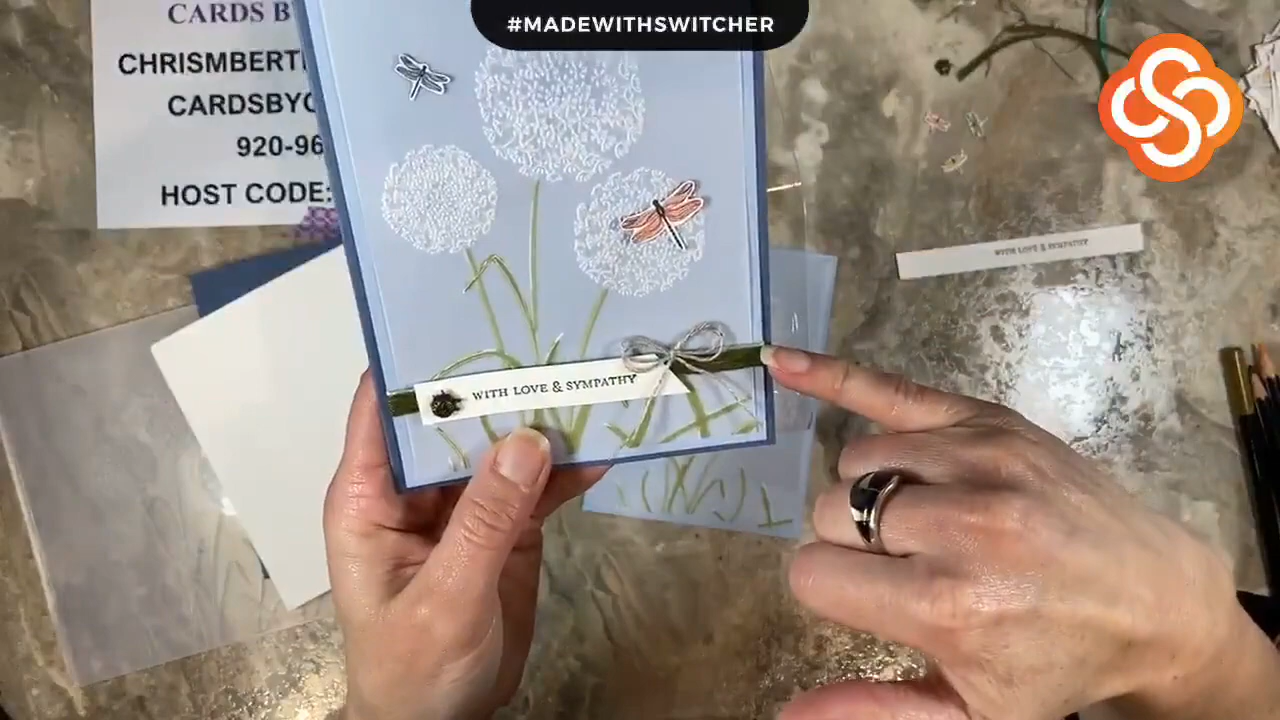 #MADEWITHSWITCHER
CARDS B
CHRISMBERT
CARDSBYC
920-96
HOST CODE:
WITH LOVE & SYMPATHY
WITH LOVE & SYMPATHY